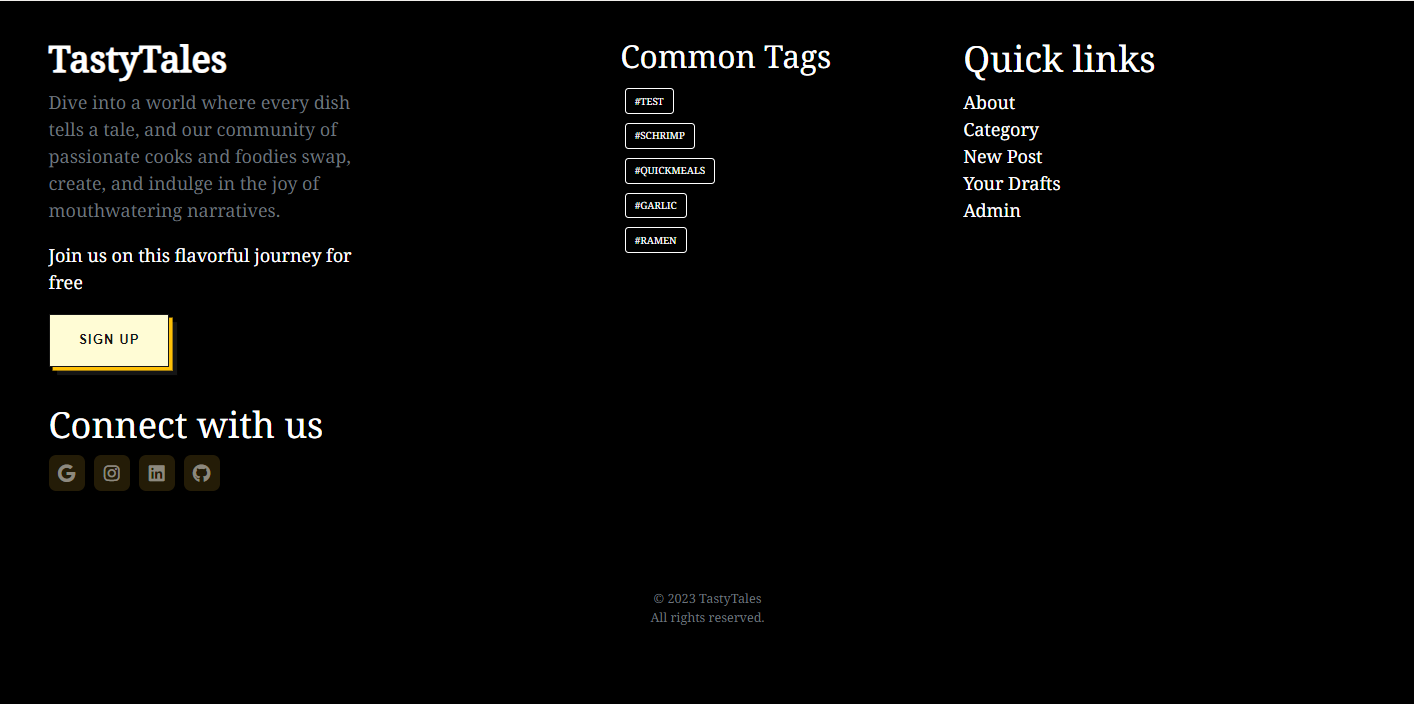 TastyTales
Dive into a world where every dish
tells a tale, and our community of
passionate cooks and foodies swap,
create, and indulge in the joy of
mouthwatering narratives.
Join us on this flavorful journey for
free
SIGN UP
Connect with us
Common Tags
#TEST
#SCHRIMP
#QUICKMEALS
#GARLIC
#RAMEN
Quick links
About
Category
New Post
Your Drafts
Admin
© 2023 TastyTales
All rights reserved.